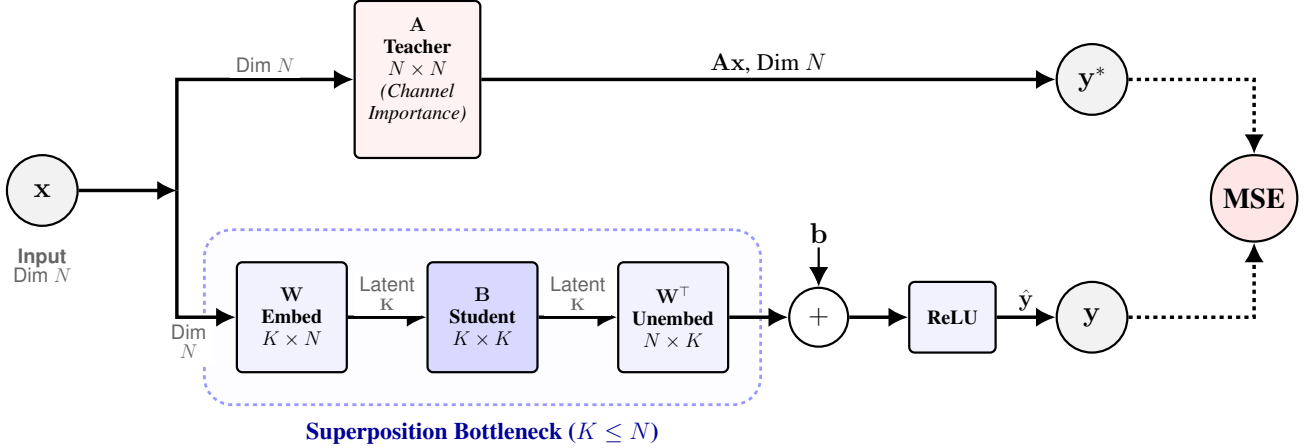 A
Teacher
N × N
(Channel
Importance)
Dim N
Ax, Dim N
y*
x
Input
Dim N
MSE
Dim
N
W
Embed
K × N
Latent
K
B
Student
K × K
Latent
K
W⊤
Unembed
N × K
b
+
ReLU
ŷ
y
Superposition Bottleneck (K ≤ N)